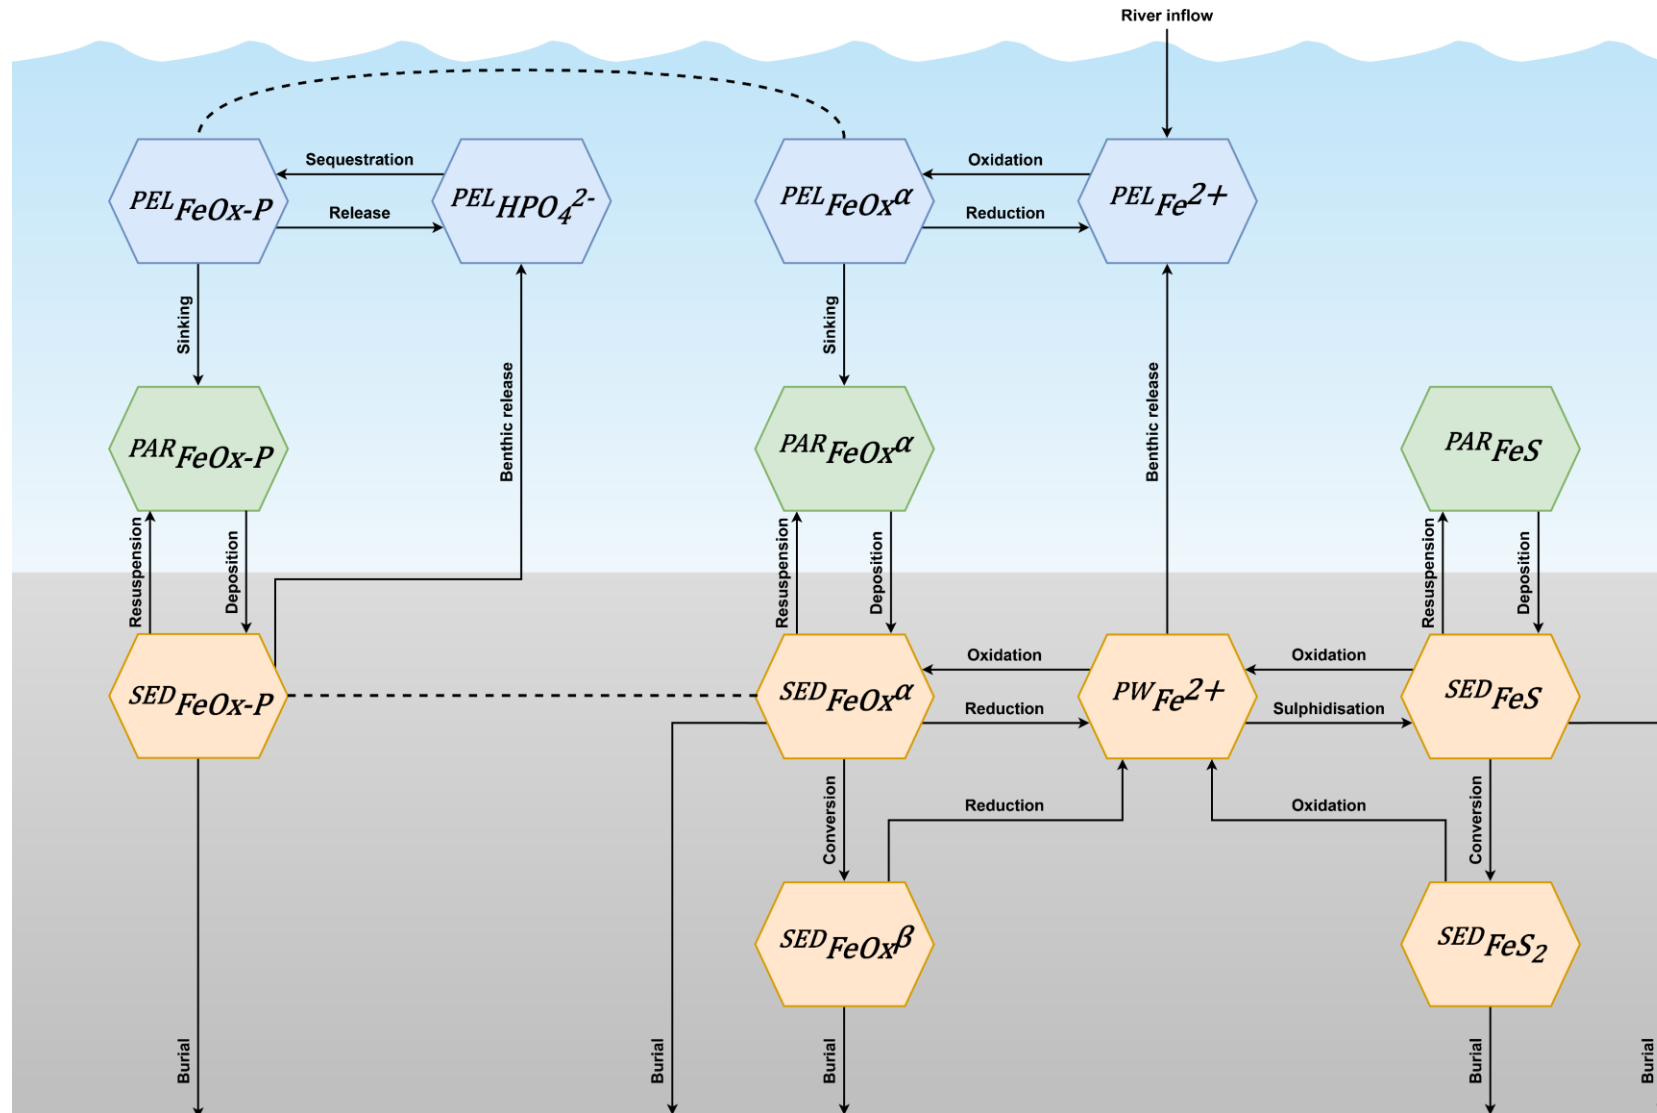 River inflow
Sequestration
Oxidation
PEL FeOx-P
PEL HPO₄²⁻
PEL FeOx^α
PEL Fe²⁺
Release
Reduction
Sinking
Benthic release
Sinking
Benthic release
PAR FeOx-P
PAR FeOx^α
PAR FeS
Resuspension
Deposition
Resuspension
Deposition
Resuspension
Deposition
Oxidation
Oxidation
SED FeOx-P
SED FeOx^α
PW Fe²⁺
SED FeS
Reduction
Sulphidisation
Conversion
Reduction
Oxidation
Conversion
SED FeOx^β
SED FeS₂
Burial
Burial
Burial
Burial
Burial